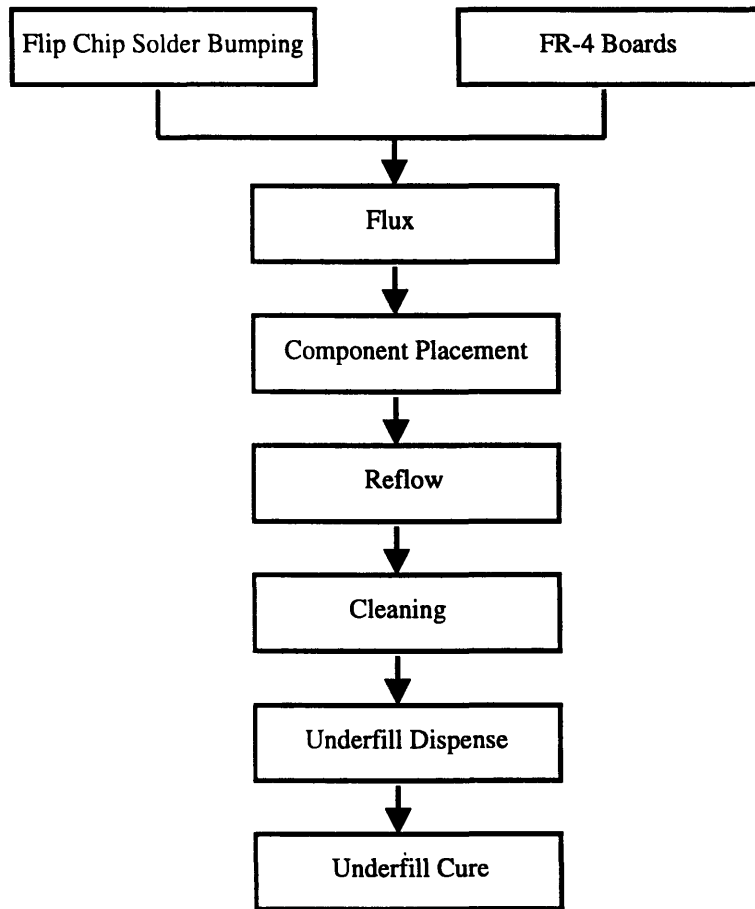 Flip Chip Solder Bumping
FR-4 Boards
Flux
Component Placement
Reflow
Cleaning
Underfill Dispense
Underfill Cure